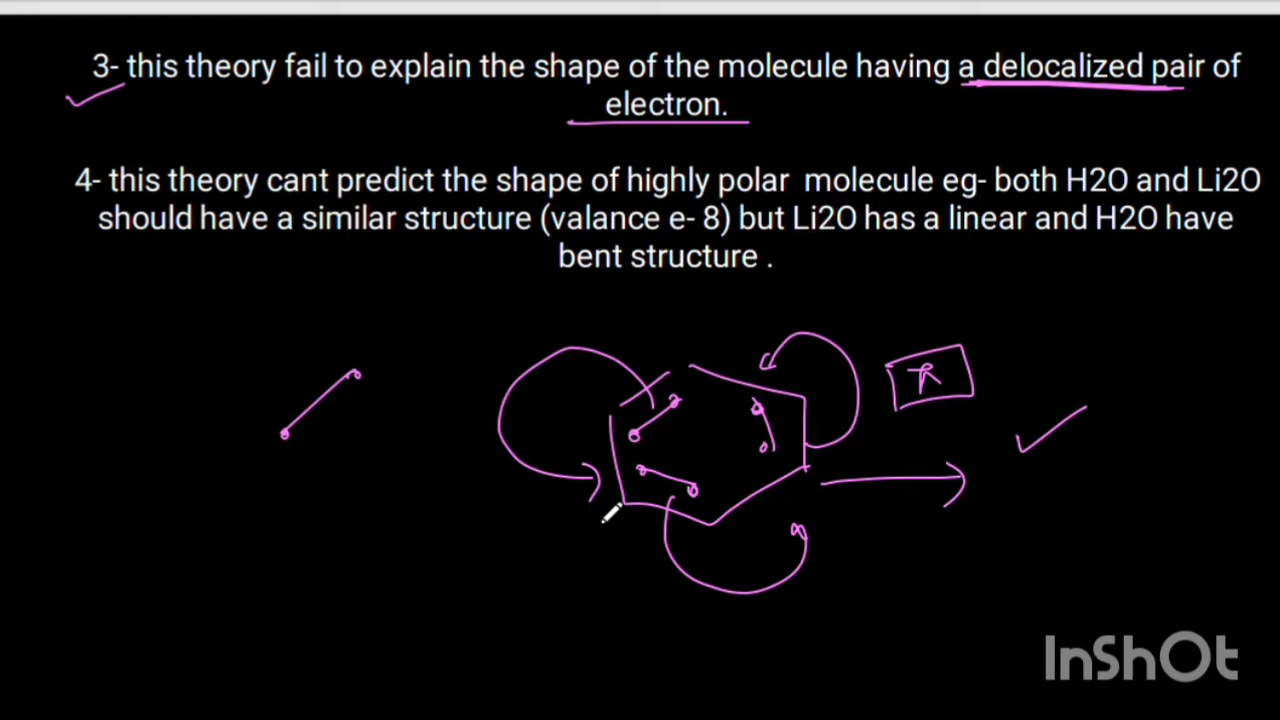 3- this theory fail to explain the shape of the molecule having a delocalized pair of
electron.
4- this theory cant predict the shape of highly polar molecule eg- both H2O and Li2O
should have a similar structure (valance e- 8) but Li2O has a linear and H2O have
bent structure .
InShOt